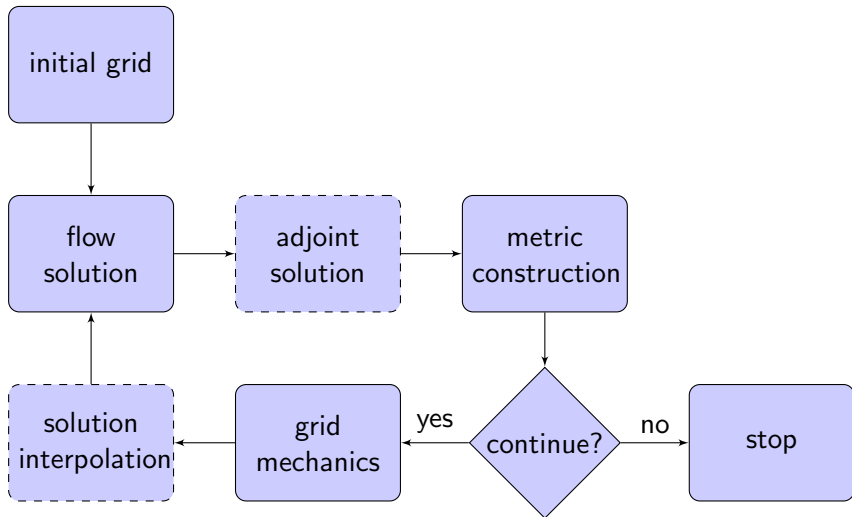 initial grid
flow
solution
adjoint
solution
metric
construction
solution
interpolation
grid
mechanics
yes
continue?
no
stop